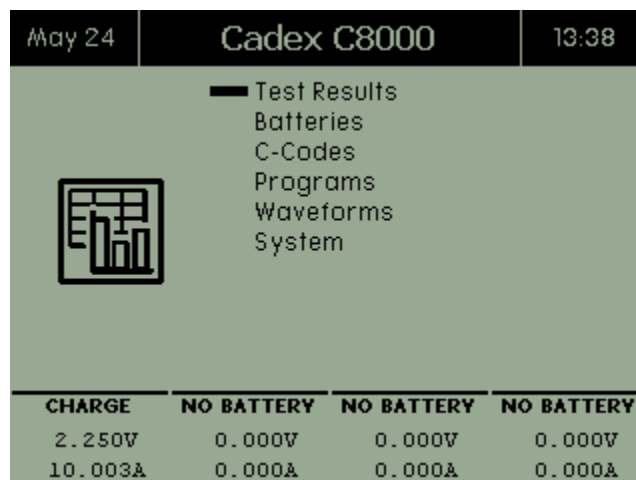 May 24 Cadex C8000 13:38
Test Results
Batteries
C-Codes
Programs
Waveforms
System
CHARGE NO BATTERY NO BATTERY NO BATTERY
2.250V 0.000V 0.000V 0.000V
10.003A 0.000A 0.000A 0.000A